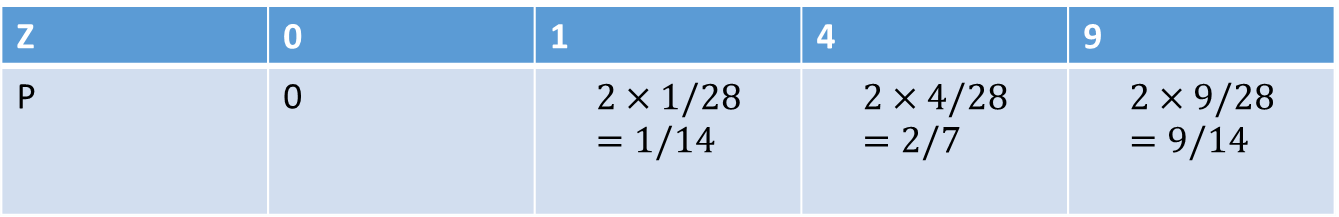 Z 0 1 4 9
P 0 2 × 1/28 2 × 4/28 2 × 9/28
= 1/14 = 2/7 = 9/14